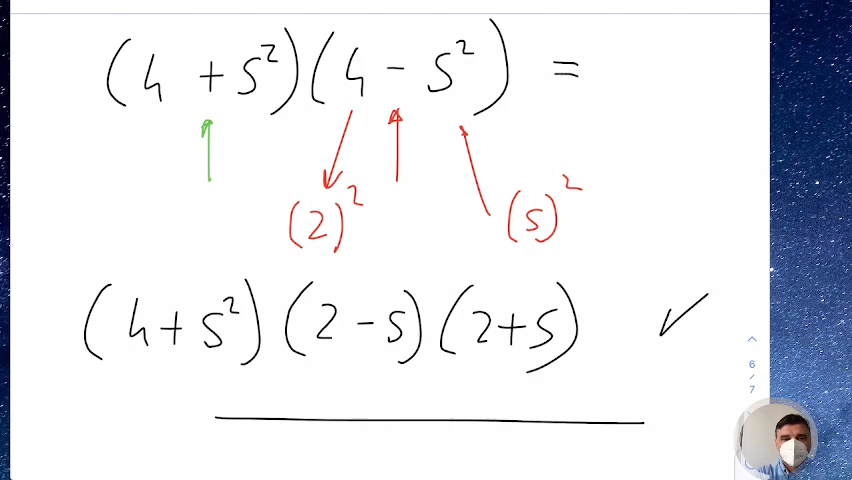 (4 + s²)(4 - s²) =
(2)² (s)²
(4 + s²)(2 - s)(2 + s) ✓
6
/
7